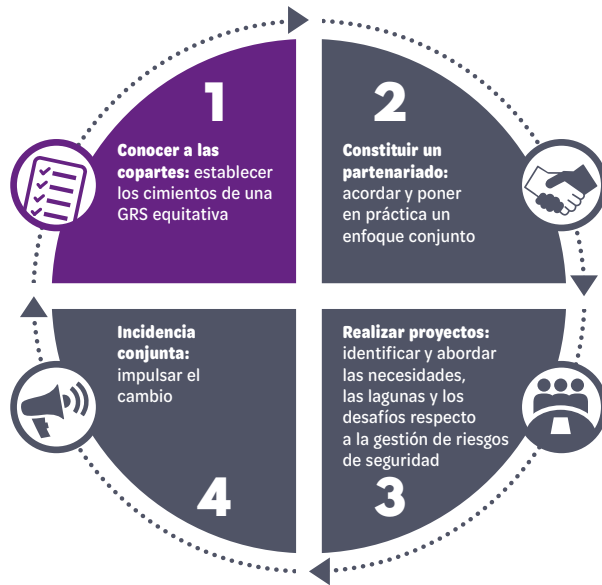 1
Conocer a las
copartes: establecer
los cimientos de una
GRS equitativa
2
Constituir un
partenariado:
acordar y poner
en práctica un
enfoque conjunto
Realizar proyectos:
identificar y abordar
las necesidades,
las lagunas y los
desafíos respecto
a la gestión de riesgos
de seguridad
3
Incidencia
conjunta:
impulsar el
cambio
4